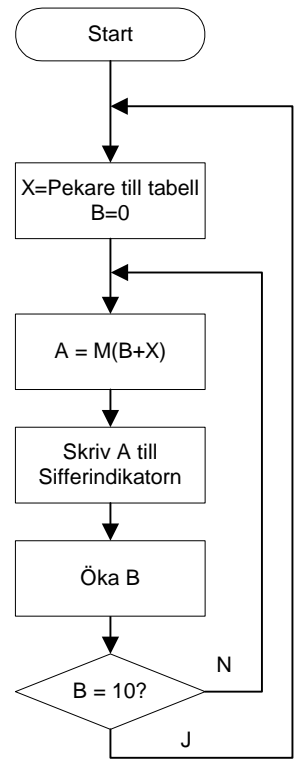 Start
X=Pekare till tabell
B=0
A = M(B+X)
Skriv A till
Sifferindikatorn
Öka B
N
B = 10?
J